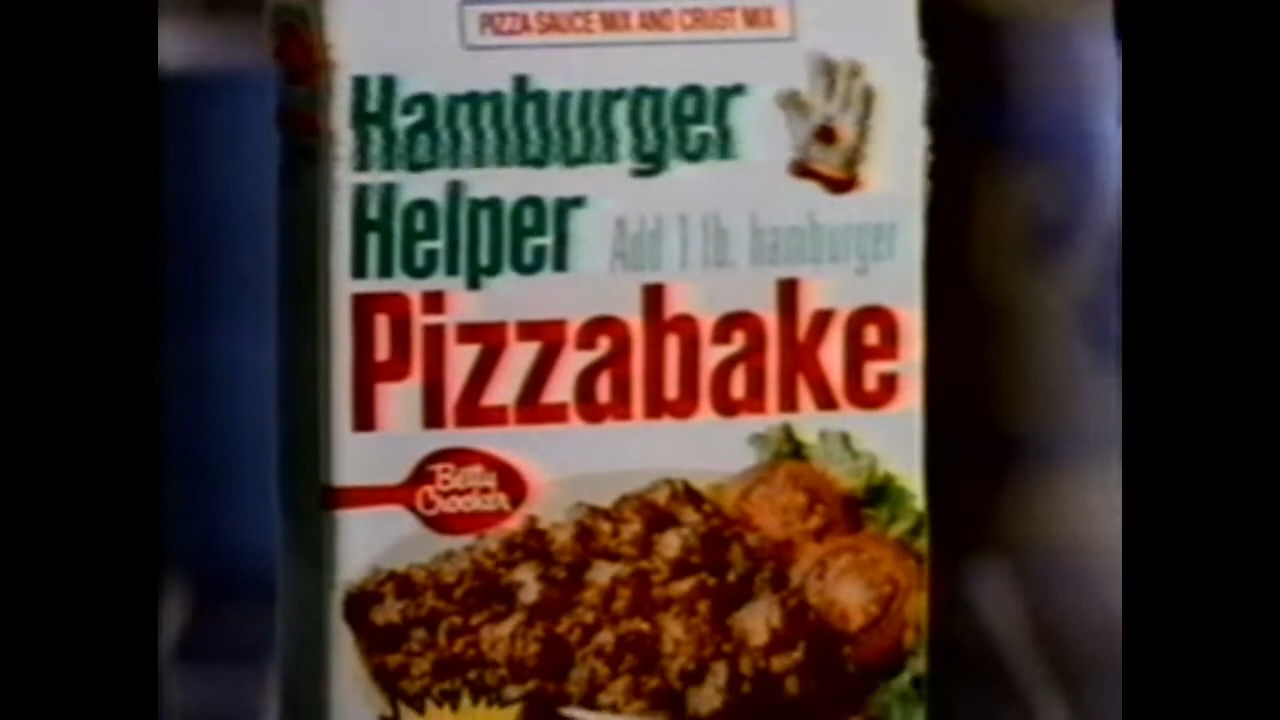 PIZZA SAUCE MIX AND CRUST MIX
Hamburger
Helper Add 1 lb. hamburger
Pizzabake
Betty
Crocker